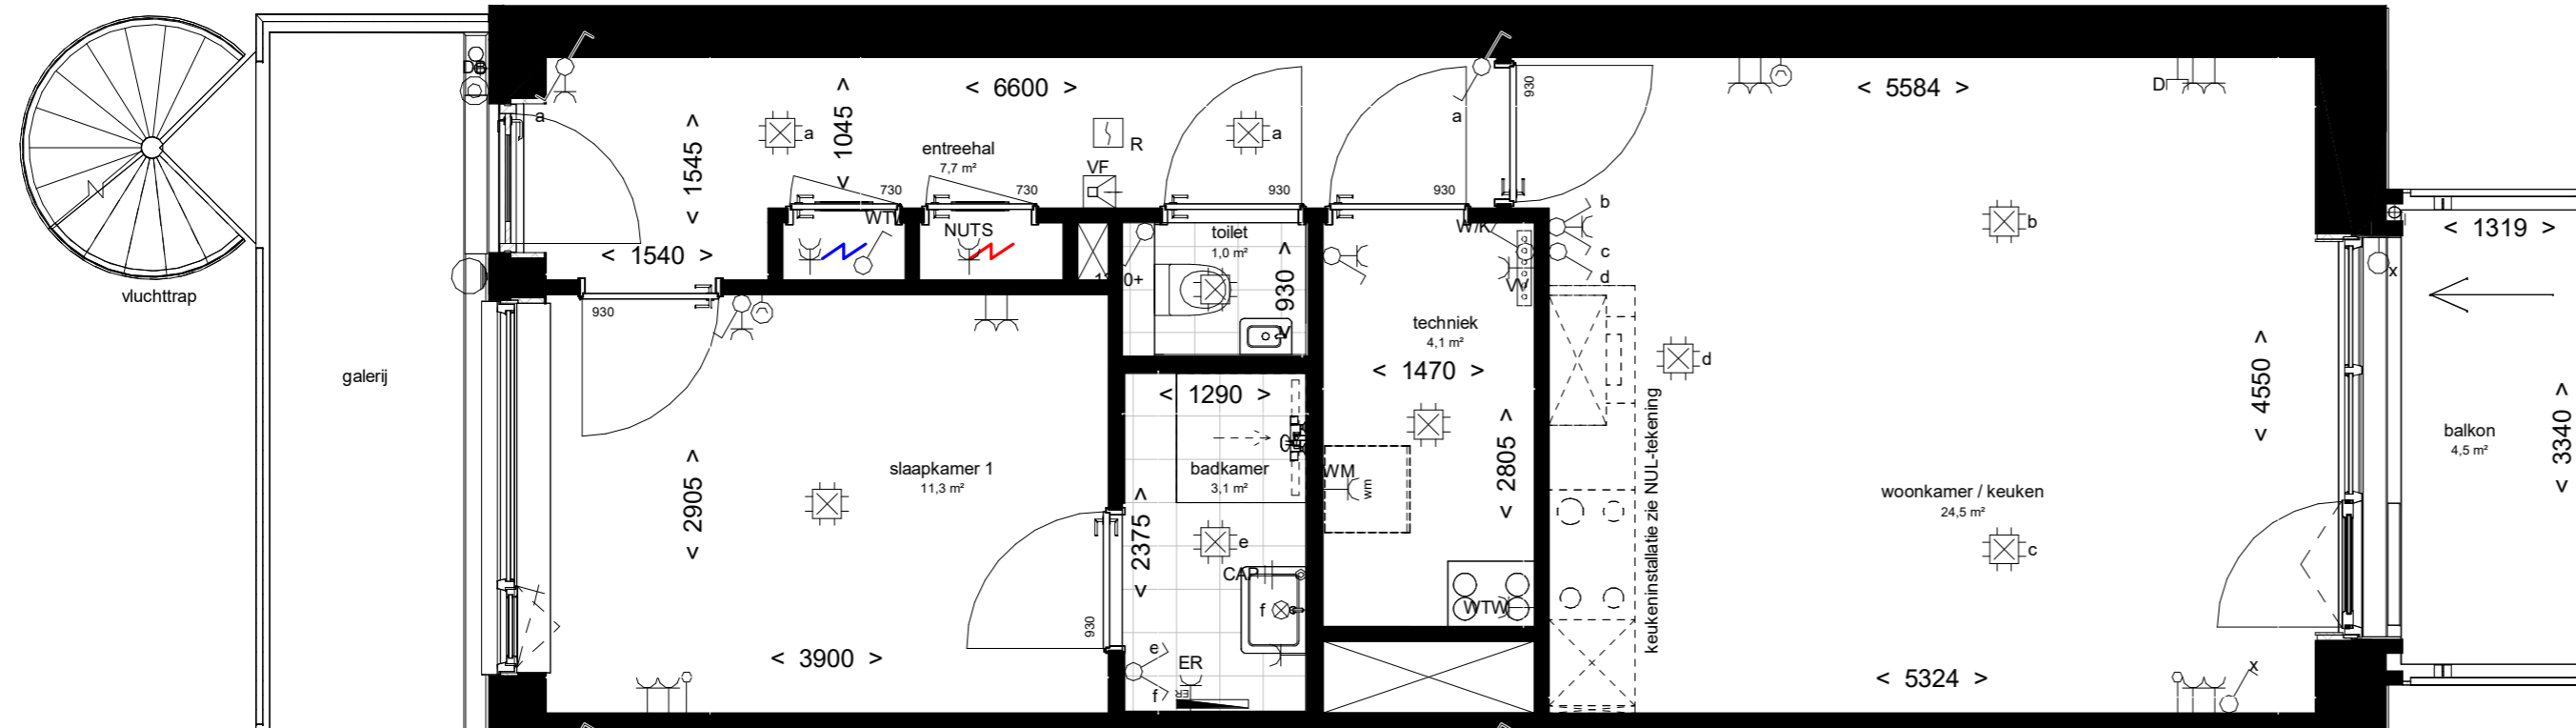 vluchttrap
galerij
DB
a
a
< 1545 >
< 1045 >
< 6600 >
entreehal
7,7 m²
R
VF
a
a
930
< 5584 >
D
730
730
930
930
WTW
NUTS
< 1540 >
930
toilet
1,0 m²
< 930 >
W/K
W
b
c
d
b
x
< 1319 >
techniek
4,1 m²
< 1470 >
d
< 4550 >
< 3340 >
balkon
4,5 m²
< 1290 >
slaapkamer 1
11,3 m²
badkamer
3,1 m²
WM
wm
< 2805 >
keukeninstallatie zie NUL-tekening
woonkamer / keuken
24,5 m²
< 2905 >
< 2375 >
e
c
CAP
f
WTW
930
< 3900 >
e
f
ER
ER
< 5324 >
x